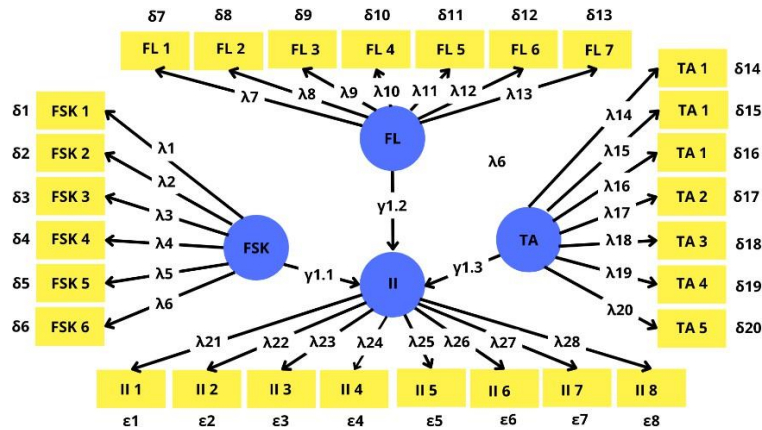 δ7 δ8 δ9 δ10 δ11 δ12 δ13
FL 1 FL 2 FL 3 FL 4 FL 5 FL 6 FL 7
λ7 λ8 λ9 λ10 λ11 λ12 λ13
FL
δ1 FSK 1
δ2 FSK 2
δ3 FSK 3
δ4 FSK 4
δ5 FSK 5
δ6 FSK 6
λ1
λ2
λ3
λ4
λ5
λ6
FSK
γ1.1
γ1.2
γ1.3
II
λ6
TA
λ14
λ15
λ16
λ17
λ18
λ19
λ20
TA 1 δ14
TA 1 δ15
TA 1 δ16
TA 2 δ17
TA 3 δ18
TA 4 δ19
TA 5 δ20
λ21 λ22 λ23 λ24 λ25 λ26 λ27 λ28
II 1 II 2 II 3 II 4 II 5 II 6 II 7 II 8
ε1 ε2 ε3 ε4 ε5 ε6 ε7 ε8